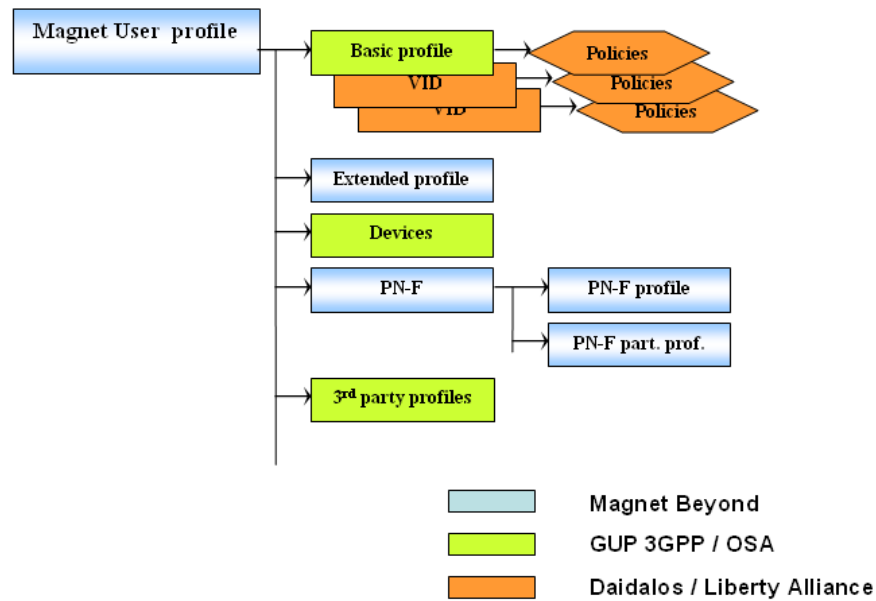 Magnet User profile
Basic profile
Policies
VID
Policies
VID
Policies
Extended profile
Devices
PN-F
PN-F profile
PN-F part. prof.
3rd party profiles
Magnet Beyond
GUP 3GPP / OSA
Daidalos / Liberty Alliance